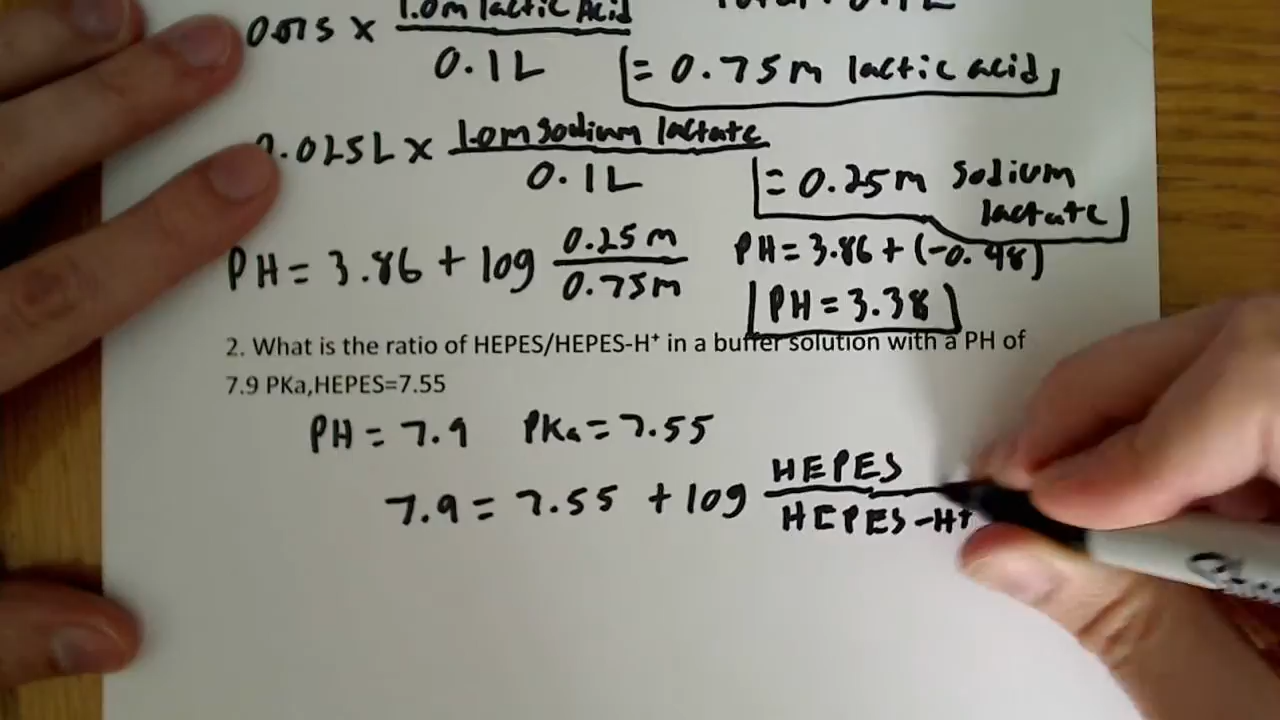 0.075 x 1.0m lactic Acid
0.1L
= 0.75m lactic acid
.025L x 1.0m sodium lactate
0.1L
= 0.25m sodium
lactate
PH = 3.86 + log 0.25m
0.75m
PH = 3.86 + (-0.48)
PH = 3.38
2. What is the ratio of HEPES/HEPES-H⁺ in a buffer solution with a PH of
7.9 PKa,HEPES=7.55
PH = 7.9 PKa = 7.55
7.9 = 7.55 + log HEPES
HEPES-H⁺